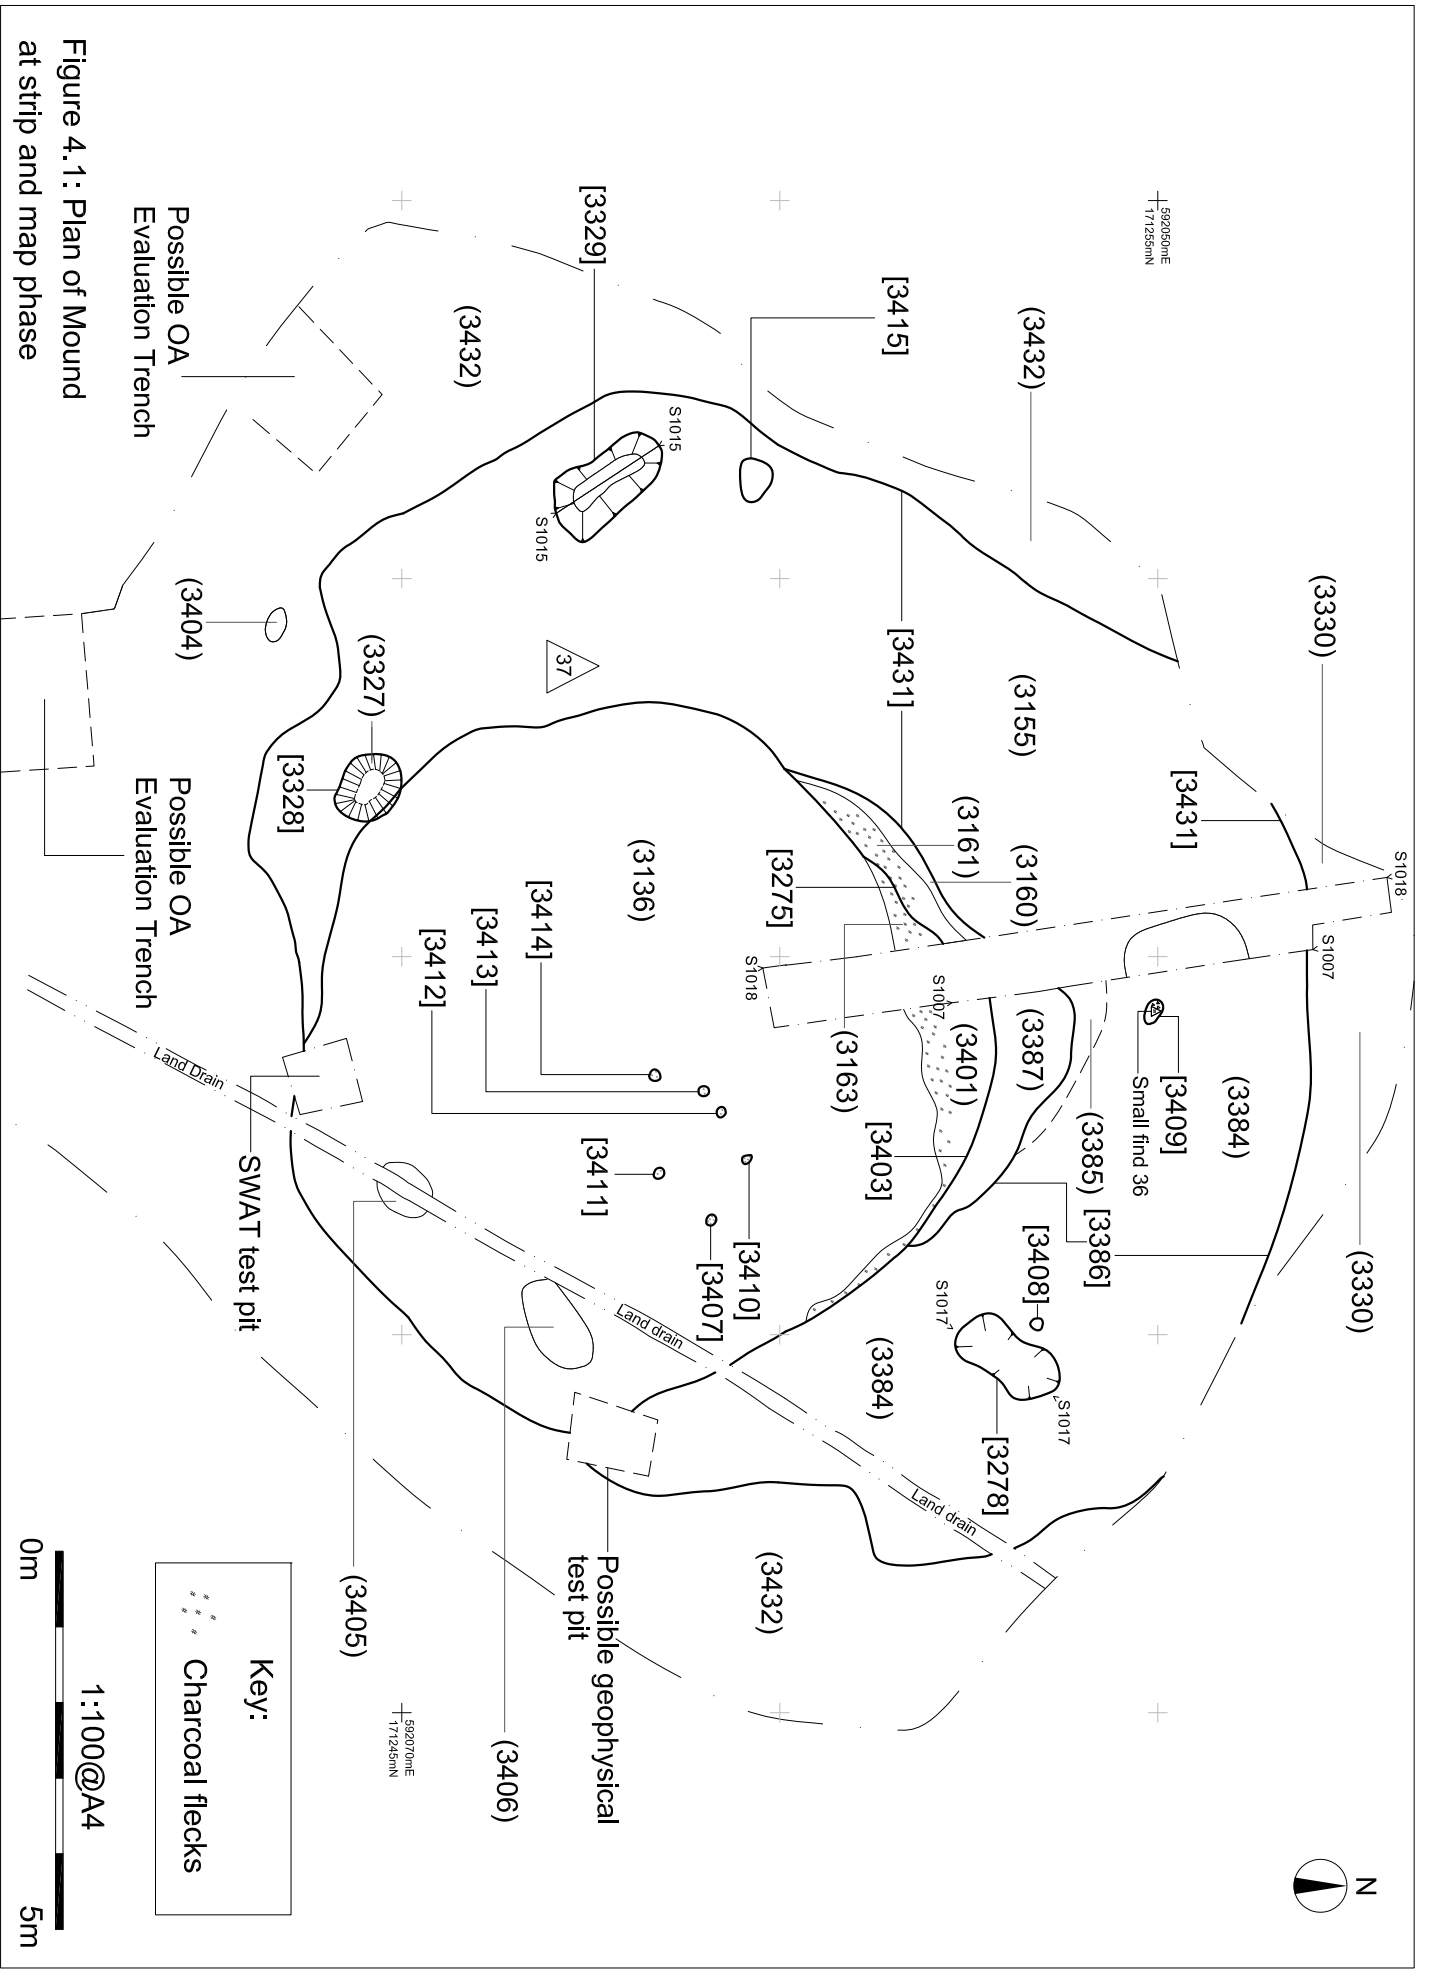 S1018
N
(3330)
S1007
(3330)
592050mE
171255mN
[3431]
(3384)
[3409]
Small find 36
(3432)
(3155)
(3160)
(3385)
[3386]
[3408]
S1017
(3387)
(3161)
(3401)
S1007
[3278]
S1017
Land drain
[3415]
[3431]
[3403]
(3384)
(3163)
[3275]
S1018
(3432)
[3410]
[3407]
S1015
Land drain
(3136)
[3329]
[3411]
Possible geophysical
test pit
37
[3414]
S1015
[3413]
[3412]
(3406)
(3432)
592070mE
171245mN
(3327)
(3405)
[3328]
SWAT test pit
Key:
Charcoal flecks
Land Drain
(3404)
Possible OA
Evaluation Trench
Possible OA
Evaluation Trench
1:100@A4
0m
5m
Figure 4.1: Plan of Mound
at strip and map phase